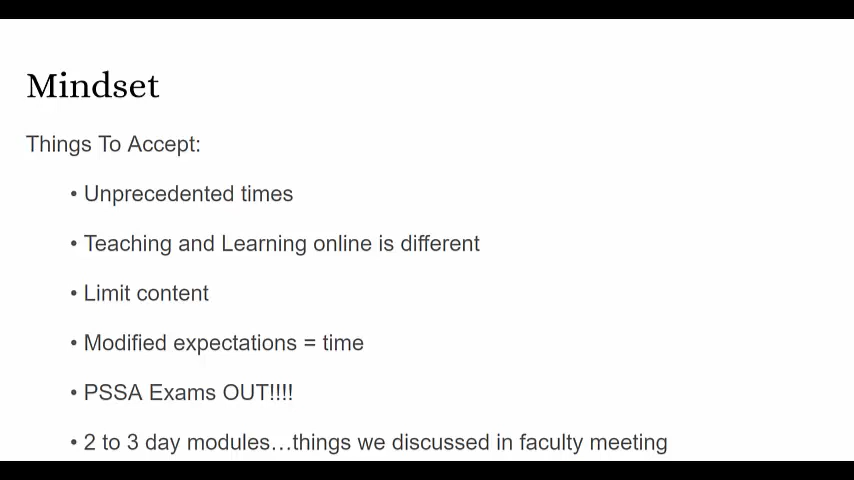 Mindset
Things To Accept:
• Unprecedented times
• Teaching and Learning online is different
• Limit content
• Modified expectations = time
• PSSA Exams OUT!!!!
• 2 to 3 day modules…things we discussed in faculty meeting